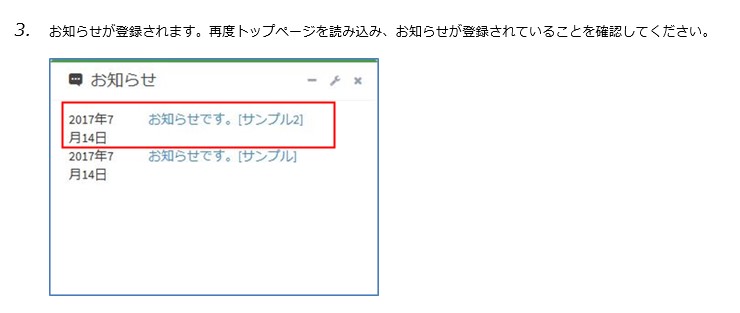 3. お知らせが登録されます。再度トップページを読み込み、お知らせが登録されていることを確認してください。
お知らせ
2017年7 お知らせです。[サンプル2]
月14日
2017年7 お知らせです。[サンプル]
月14日